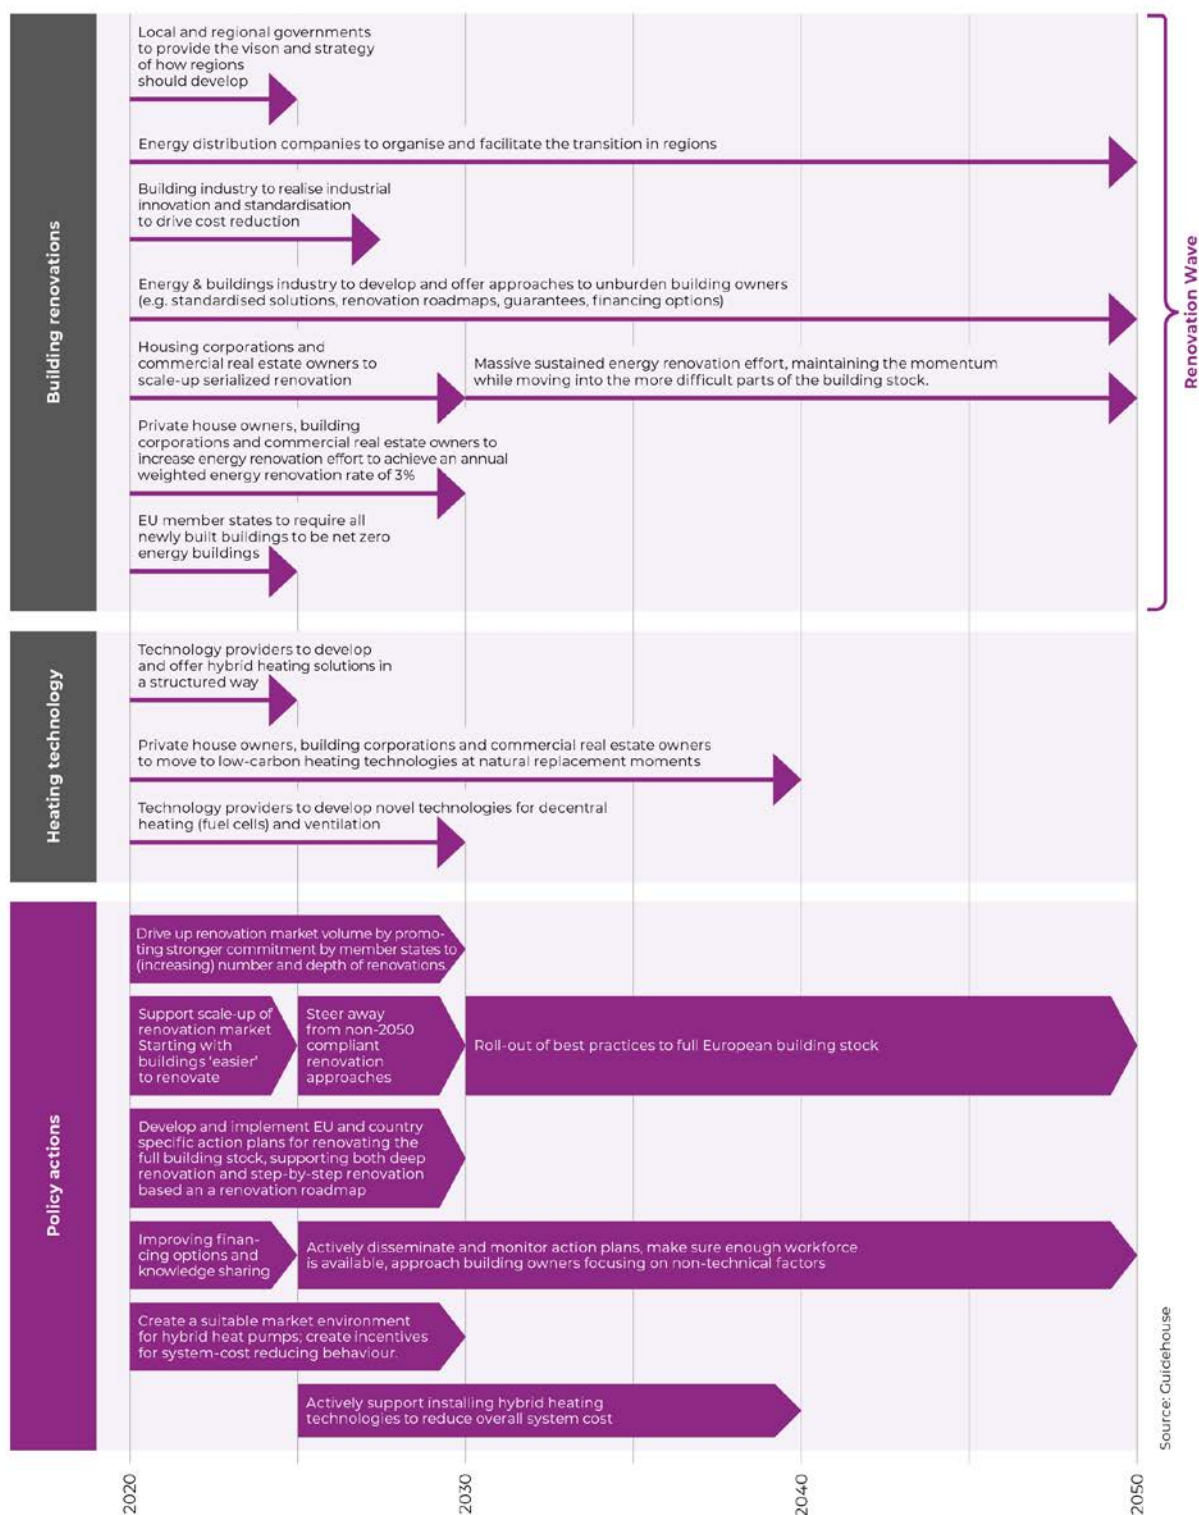 Building renovations
Local and regional governments
to provide the vison and strategy
of how regions
should develop
Energy distribution companies to organise and facilitate the transition in regions
Building industry to realise industrial
innovation and standardisation
to drive cost reduction
Energy & buildings industry to develop and offer approaches to unburden building owners
(e.g. standardised solutions, renovation roadmaps, guarantees, financing options)
Housing corporations and
commercial real estate owners to
scale-up serialized renovation
Massive sustained energy renovation effort, maintaining the momentum
while moving into the more difficult parts of the building stock.
Private house owners, building
corporations and commercial real estate owners to
increase energy renovation effort to achieve an annual
weighted energy renovation rate of 3%
EU member states to require all
newly built buildings to be net zero
energy buildings
Renovation Wave
Heating technology
Technology providers to develop
and offer hybrid heating solutions in
a structured way
Private house owners, building corporations and commercial real estate owners
to move to low-carbon heating technologies at natural replacement moments
Technology providers to develop novel technologies for decentral
heating (fuel cells) and ventilation
Policy actions
Drive up renovation market volume by promo-
ting stronger commitment by member states to
(increasing) number and depth of renovations.
Support scale-up of
renovation market
Starting with
buildings 'easier'
to renovate
Steer away
from non-2050
compliant
renovation
approaches
Roll-out of best practices to full European building stock
Develop and implement EU and country
specific action plans for renovating the
full building stock, supporting both deep
renovation and step-by-step renovation
based an a renovation roadmap
Improving finan-
cing options and
knowledge sharing
Actively disseminate and monitor action plans, make sure enough workforce
is available, approach building owners focusing on non-technical factors
Create a suitable market environment
for hybrid heat pumps; create incentives
for system-cost reducing behaviour.
Actively support installing hybrid heating
technologies to reduce overall system cost
2020
2030
2040
2050
Source: Guidehouse